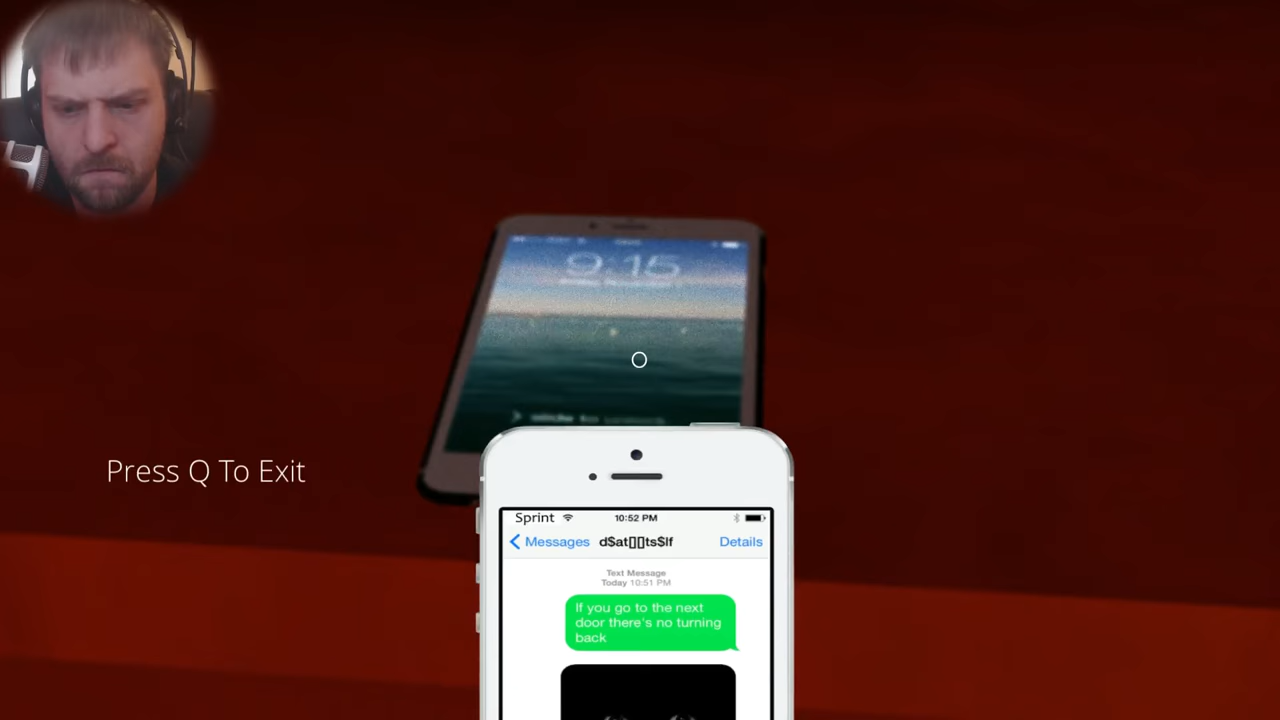 9:15
Press Q To Exit
Sprint 10:52 PM
Messages d$at[][]ts$lf Details
Text Message
Today 10:51 PM
If you go to the next
door there's no turning
back